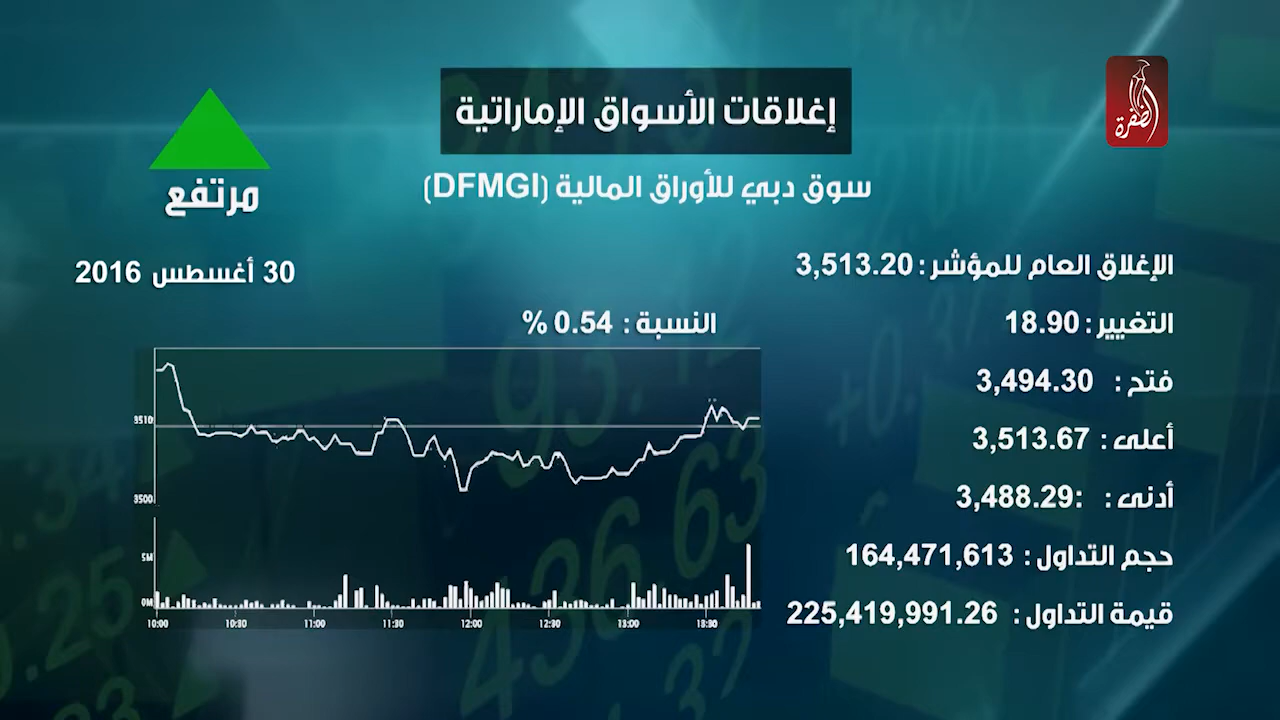 إغلاقات الأسواق الإماراتية
الظفرة
سوق دبي للأوراق المالية (DFMGI)
مرتفع
30 أغسطس 2016
الإغلاق العام للمؤشر: 3,513.20
التغيير: 18.90
النسبة: 0.54 %
فتح: 3,494.30
أعلى: 3,513.67
أدنى: :3,488.29
حجم التداول: 164,471,613
قيمة التداول: 225,419,991.26
3510
3500
5M
0M
10:00 10:30 11:00 11:30 12:00 12:30 13:00 13:30